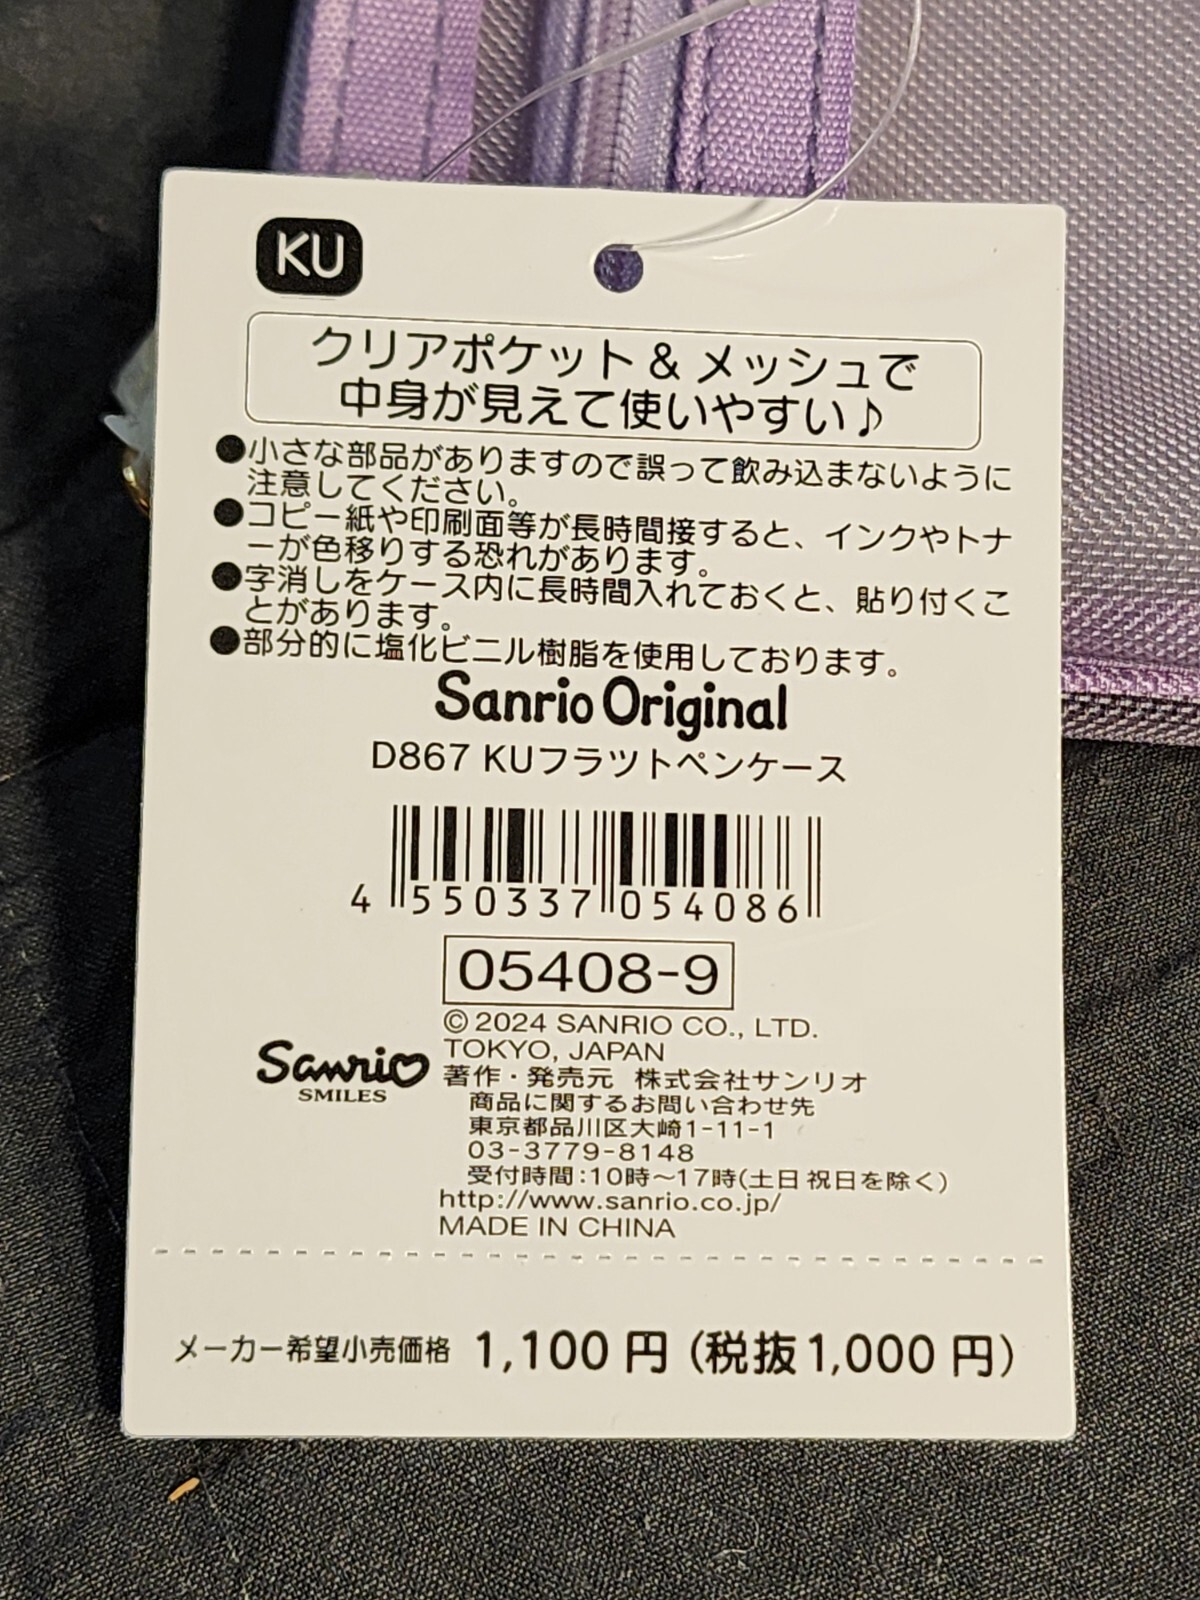 KU
クリアポケット & メッシュで
中身が見えて使いやすい♪
●小さな部品がありますので誤って飲み込まないように
注意してください。
●コピー紙や印刷面等が長時間接すると、インクやトナ
ーが色移りする恐れがあります。
●字消しをケース内に長時間入れておくと、貼り付くこ
とがあります。
●部分的に塩化ビニル樹脂を使用しております。
Sanrio Original
D867 KUフラットペンケース
4 550337 054086
05408-9
© 2024 SANRIO CO., LTD.
TOKYO, JAPAN
Sanrio
SMILES
著作・発売元 株式会社サンリオ
商品に関するお問い合わせ先
東京都品川区大崎1-11-1
03-3779-8148
受付時間:10時～17時(土日祝日を除く)
http://www.sanrio.co.jp/
MADE IN CHINA
メーカー希望小売価格 1,100 円 (税抜1,000 円)